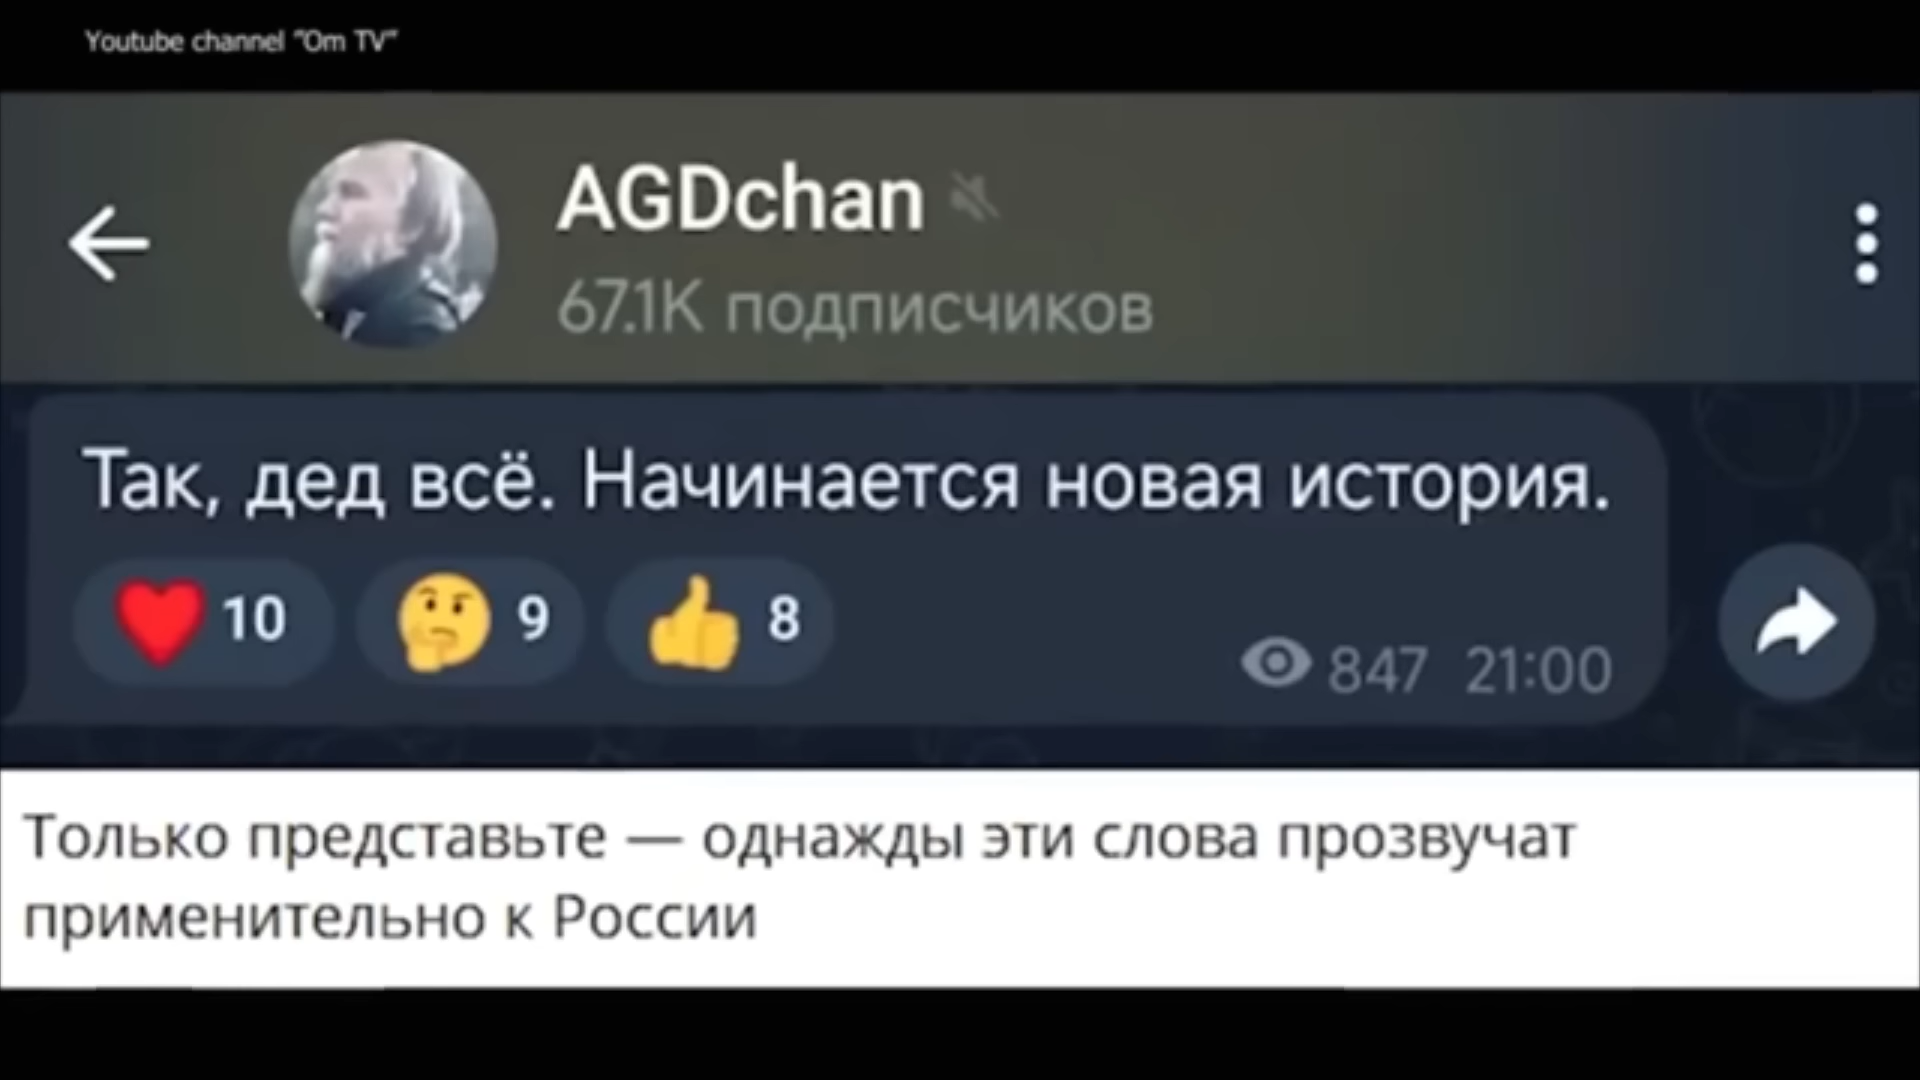 Youtube channel "Om TV"
AGDchan
67.1K подписчиков
Так, дед всё. Начинается новая история.
❤️ 10 🤔 9 👍 8
847 21:00
Только представьте — однажды эти слова прозвучат
применительно к России